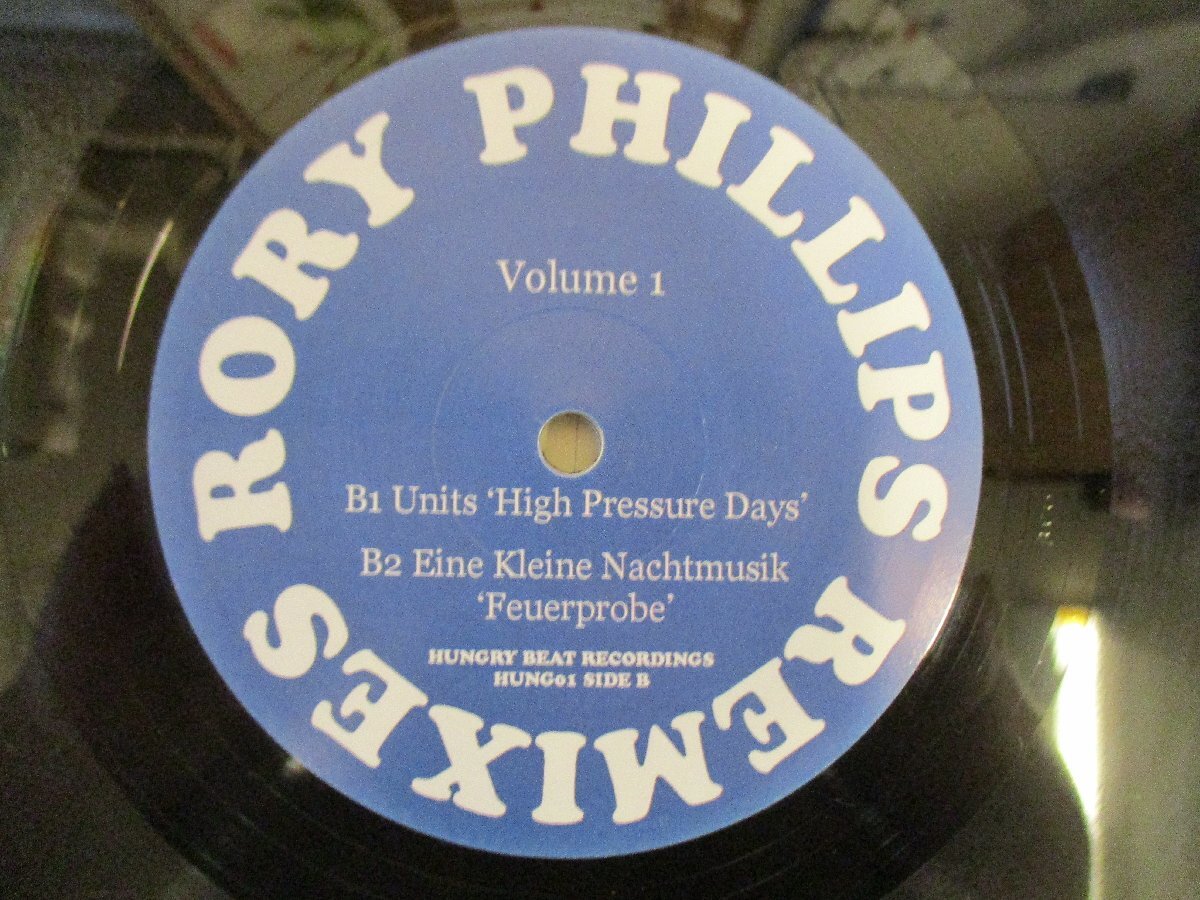 RORY PHILLIPS REMIXES
Volume 1
B1 Units ‘High Pressure Days’
B2 Eine Kleine Nachtmusik
‘Feuerprobe’
HUNGRY BEAT RECORDINGS
HUNG01 SIDE B